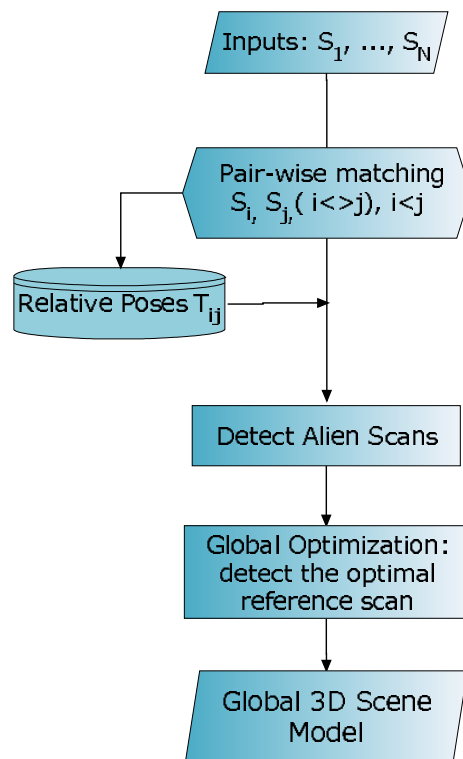 Inputs: S1, ..., SN
Pair-wise matching
Si, Sj,( i<>j), i<j
Relative Poses Tij
Detect Alien Scans
Global Optimization:
detect the optimal
reference scan
Global 3D Scene
Model